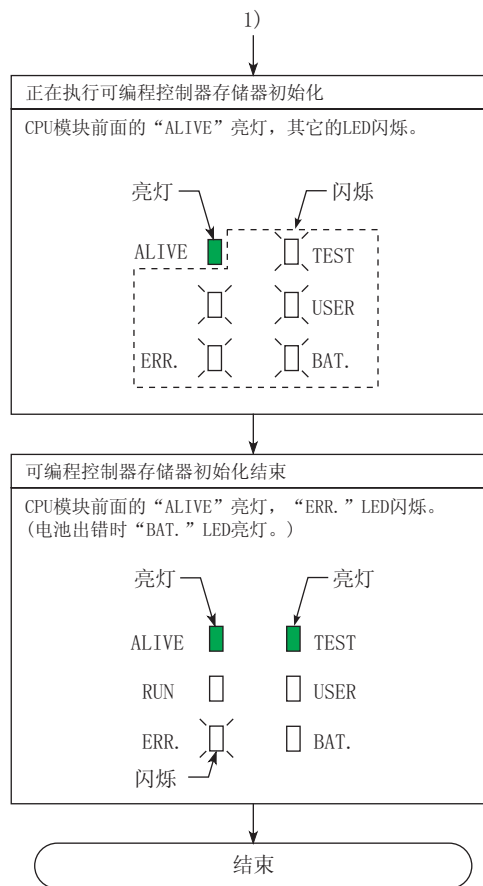 1)
正在执行可编程控制器存储器初始化
CPU模块前面的“ALIVE”亮灯，其它的LED闪烁。
亮灯 闪烁
ALIVE TEST
USER
ERR. BAT.
可编程控制器存储器初始化结束
CPU模块前面的“ALIVE”亮灯，“ERR.”LED闪烁。
(电池出错时“BAT.”LED亮灯。)
亮灯 亮灯
ALIVE TEST
RUN USER
ERR. BAT.
闪烁
结束